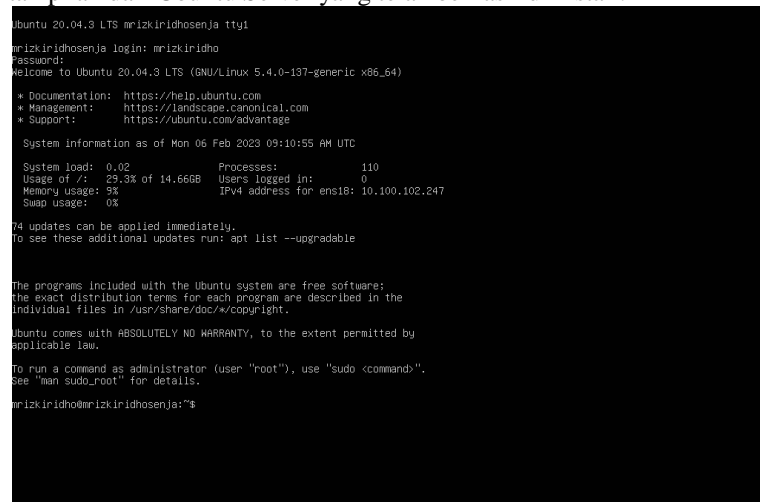 Ubuntu 20.04.3 LTS mrizkiridhosenja tty1
mrizkiridhosenja login: mrizkiridho
Password:
Welcome to Ubuntu 20.04.3 LTS (GNU/Linux 5.4.0-137-generic x86_64)
* Documentation: https://help.ubuntu.com
* Management: https://landscape.canonical.com
* Support: https://ubuntu.com/advantage
System information as of Mon 06 Feb 2023 09:10:55 AM UTC
System load: 0.02 Processes: 110
Usage of /: 29.3% of 14.66GB Users logged in: 0
Memory usage: 9% IPv4 address for ens18: 10.100.102.247
Swap usage: 0%
74 updates can be applied immediately.
To see these additional updates run: apt list --upgradable
The programs included with the Ubuntu system are free software;
the exact distribution terms for each program are described in the
individual files in /usr/share/doc/*/copyright.
Ubuntu comes with ABSOLUTELY NO WARRANTY, to the extent permitted by
applicable law.
To run a command as administrator (user "root"), use "sudo <command>".
See "man sudo_root" for details.
mrizkiridho@mrizkiridhosenja:~$